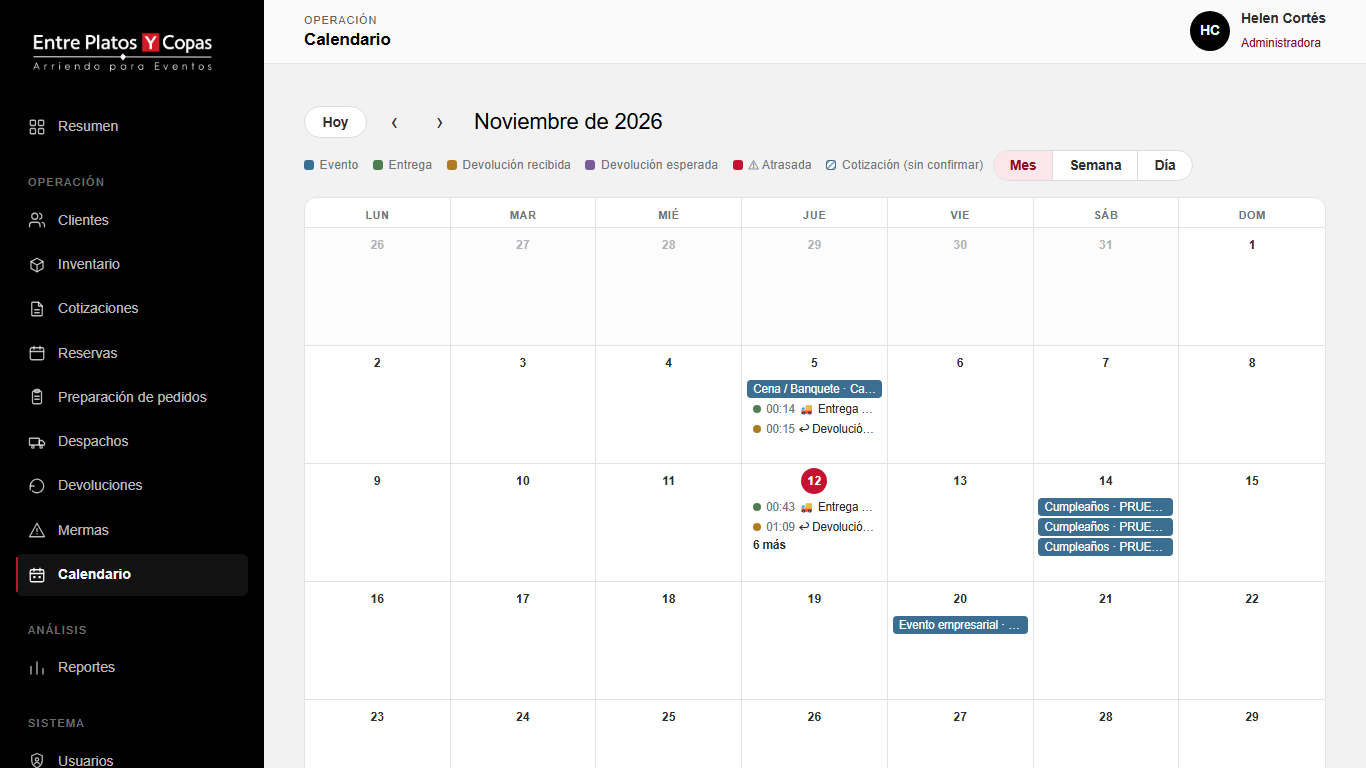 Entre Platos Y Copas
Arriendo para Eventos
Resumen
OPERACIÓN
Clientes
Inventario
Cotizaciones
Reservas
Preparación de pedidos
Despachos
Devoluciones
Mermas
Calendario
ANÁLISIS
Reportes
SISTEMA
Usuarios
OPERACIÓN
Calendario
HC
Helen Cortés
Administradora
Hoy
‹ ›
Noviembre de 2026
Evento
Entrega
Devolución recibida
Devolución esperada
⚠ Atrasada
Cotización (sin confirmar)
Mes Semana Día
LUN MAR MIÉ JUE VIE SÁB DOM
26 27 28 29 30 31 1
2 3 4 5 6 7 8
Cena / Banquete · Ca…
00:14 🚚 Entrega …
00:15 ↩ Devolució…
9 10 11 12 13 14 15
00:43 🚚 Entrega …
01:09 ↩ Devolució…
6 más
Cumpleaños · PRUE…
Cumpleaños · PRUE…
Cumpleaños · PRUE…
16 17 18 19 20 21 22
Evento empresarial · …
23 24 25 26 27 28 29